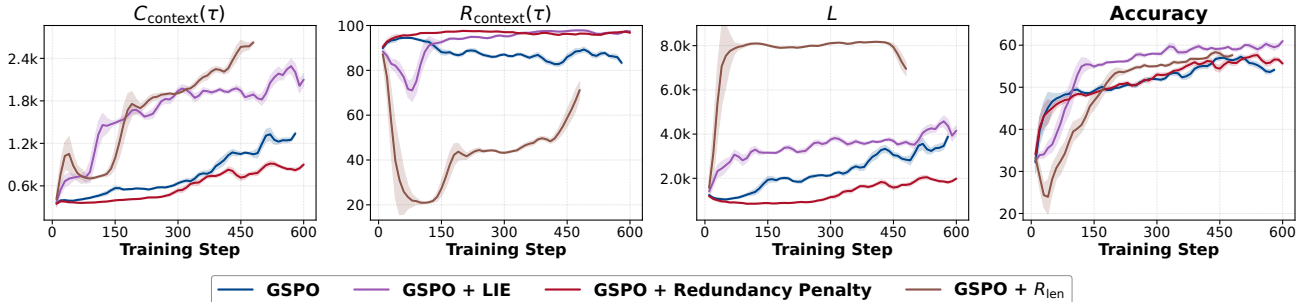 C_context(τ)
2.4k
1.8k
1.2k
0.6k
0 150 300 450 600
Training Step
R_context(τ)
100
80
60
40
20
0 150 300 450 600
Training Step
L
8.0k
6.0k
4.0k
2.0k
0 150 300 450 600
Training Step
Accuracy
60
50
40
30
20
0 150 300 450 600
Training Step
GSPO GSPO + LIE GSPO + Redundancy Penalty GSPO + R_len